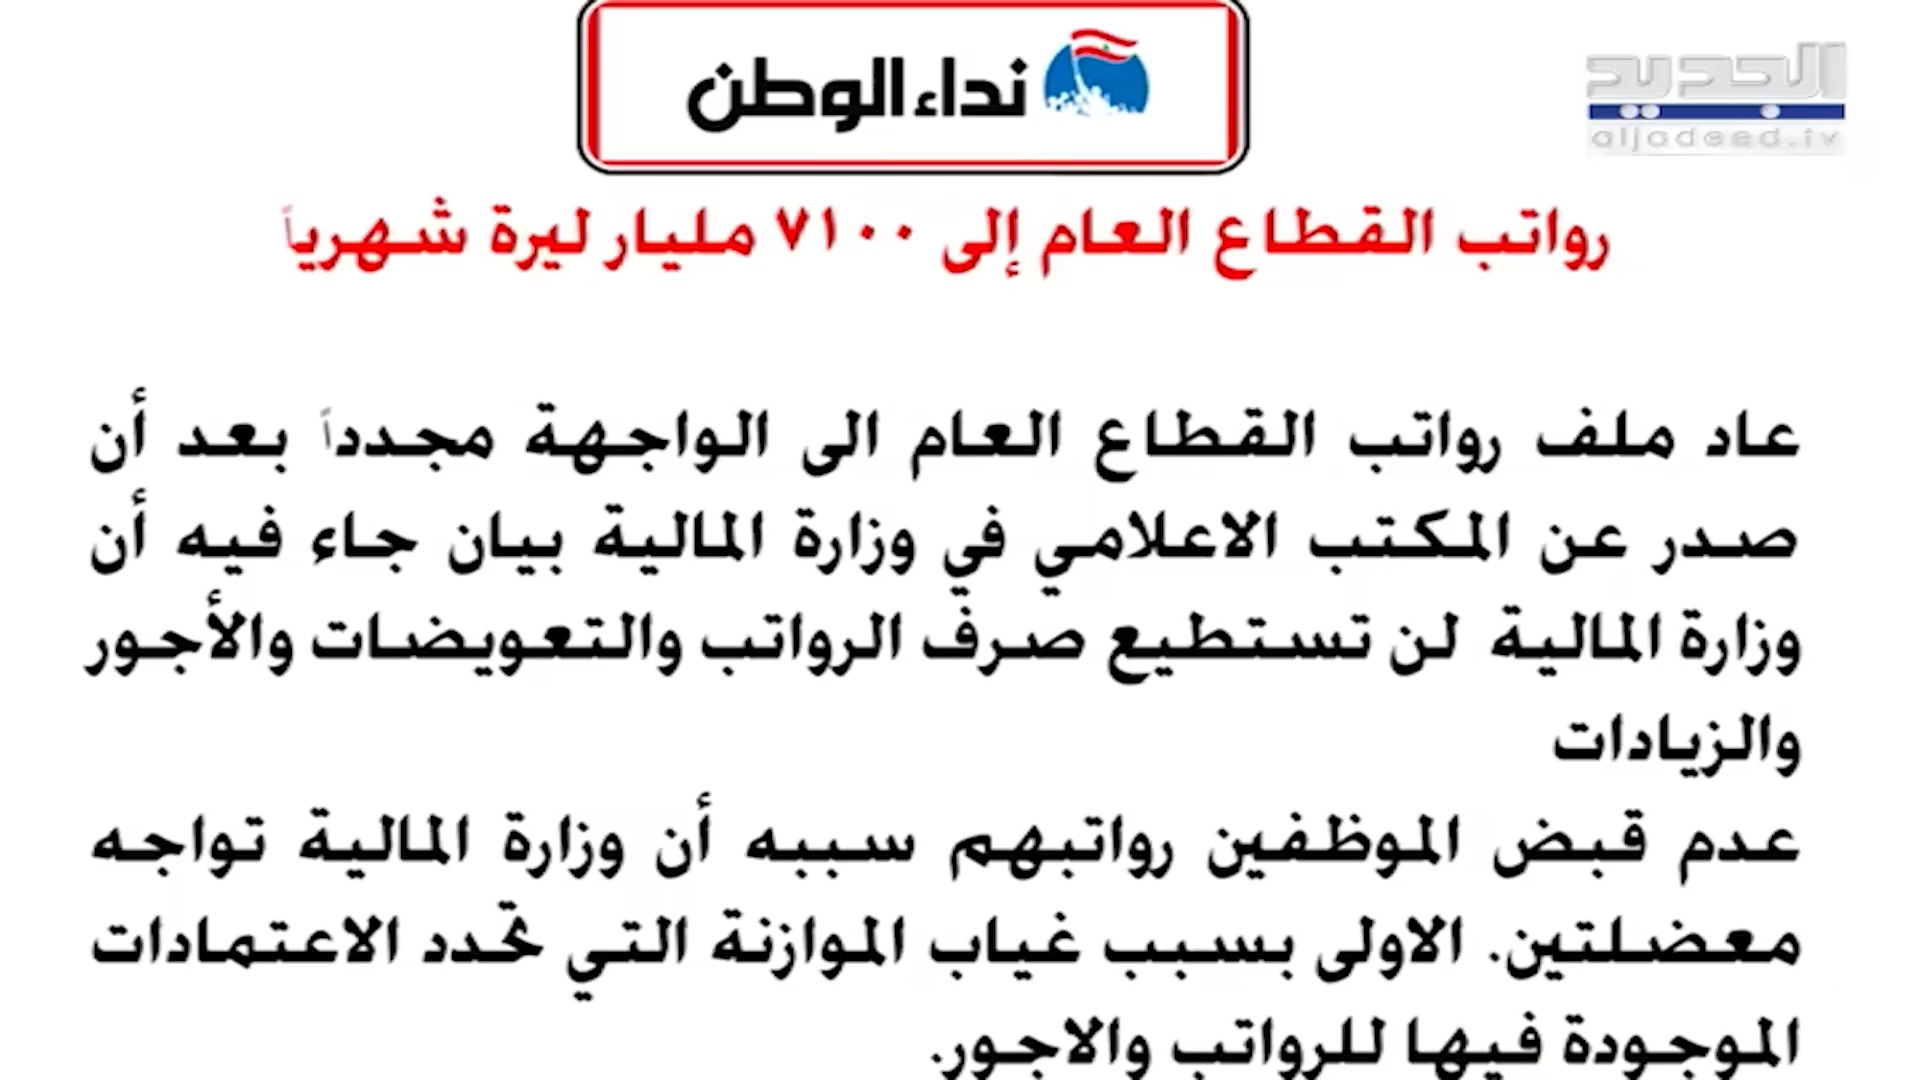 نداء الوطن
الجديد
aljadeed.tv
رواتب القطاع العام إلى ٧١٠٠ مليار ليرة شهرياً
عاد ملف رواتب القطاع العام الى الواجهة مجدداً بعد أن
صدر عن المكتب الاعلامي في وزارة المالية بيان جاء فيه أن
وزارة المالية لن تستطيع صرف الرواتب والتعويضات والأجور
والزيادات
عدم قبض الموظفين رواتبهم سببه أن وزارة المالية تواجه
معضلتين. الاولى بسبب غياب الموازنة التي تحدد الاعتمادات
الموجودة فيها للرواتب والاجور.